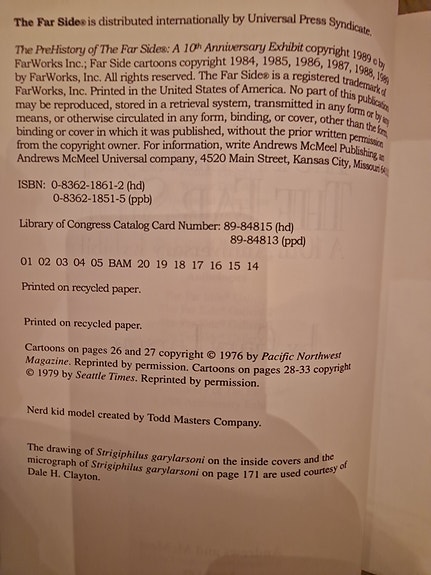 The Far Side® is distributed internationally by Universal Press Syndicate.
The PreHistory of The Far Side®: A 10th Anniversary Exhibit copyright 1989 © by
FarWorks Inc.; Far Side cartoons copyright 1984, 1985, 1986, 1987, 1988, 1989
by FarWorks, Inc. All rights reserved. The Far Side® is a registered trademark of
FarWorks, Inc. Printed in the United States of America. No part of this publication
may be reproduced, stored in a retrieval system, transmitted in any form or by any
means, or otherwise circulated in any form, binding, or cover, other than the form,
binding or cover in which it was published, without the prior written permission
from the copyright owner. For information, write Andrews McMeel Publishing, an
Andrews McMeel Universal company, 4520 Main Street, Kansas City, Missouri
ISBN: 0-8362-1861-2 (hd)
0-8362-1851-5 (ppb)
Library of Congress Catalog Card Number: 89-84815 (hd)
89-84813 (ppd)
01 02 03 04 05 BAM 20 19 18 17 16 15 14
Printed on recycled paper.
Printed on recycled paper.
Cartoons on pages 26 and 27 copyright © 1976 by Pacific Northwest
Magazine. Reprinted by permission. Cartoons on pages 28-33 copyright
© 1979 by Seattle Times. Reprinted by permission.
Nerd kid model created by Todd Masters Company.
The drawing of Strigiphilus garylarsoni on the inside covers and the
micrograph of Strigiphilus garylarsoni on page 171 are used courtesy of
Dale H. Clayton.